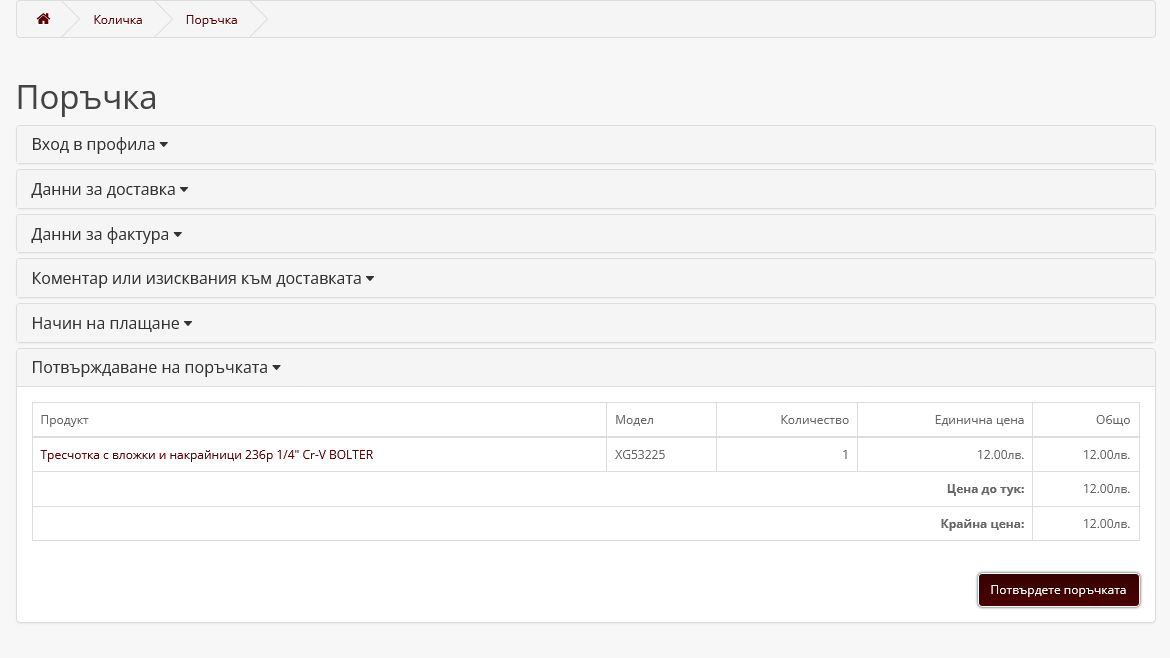 Количка Поръчка
Поръчка
Вход в профила
Данни за доставка
Данни за фактура
Коментар или изисквания към доставката
Начин на плащане
Потвърждаване на поръчката
Продукт Модел Количество Единична цена Общо
Тресчотка с вложки и накрайници 23бр 1/4" Cr-V BOLTER XG53225 1 12.00лв. 12.00лв.
Цена до тук: 12.00лв.
Крайна цена: 12.00лв.
Потвърдете поръчката